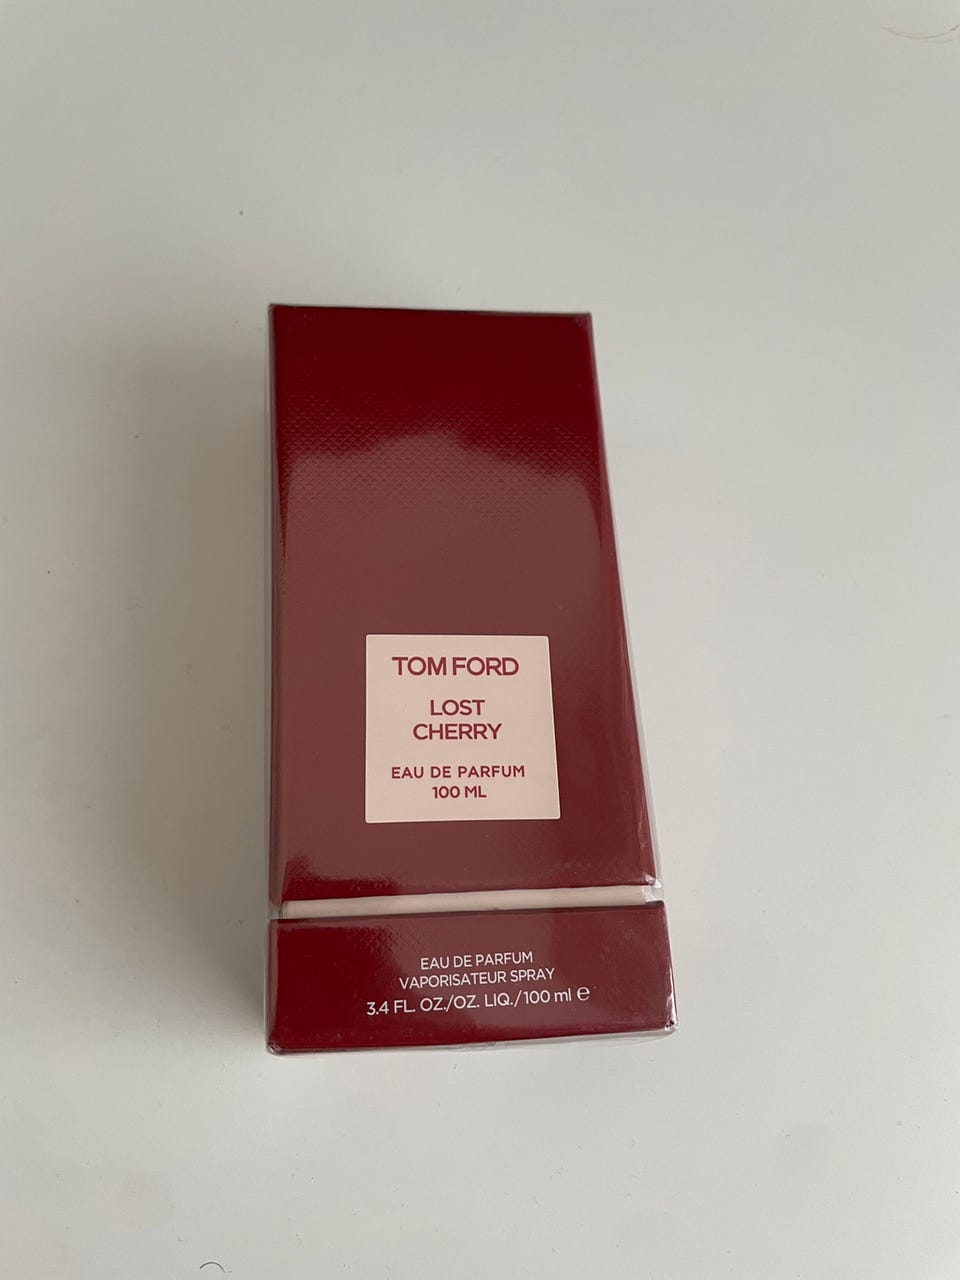 TOM FORD
LOST
CHERRY
EAU DE PARFUM
100 ML
EAU DE PARFUM
VAPORISATEUR SPRAY
3.4 FL. OZ./OZ. LIQ./100 ml ℮